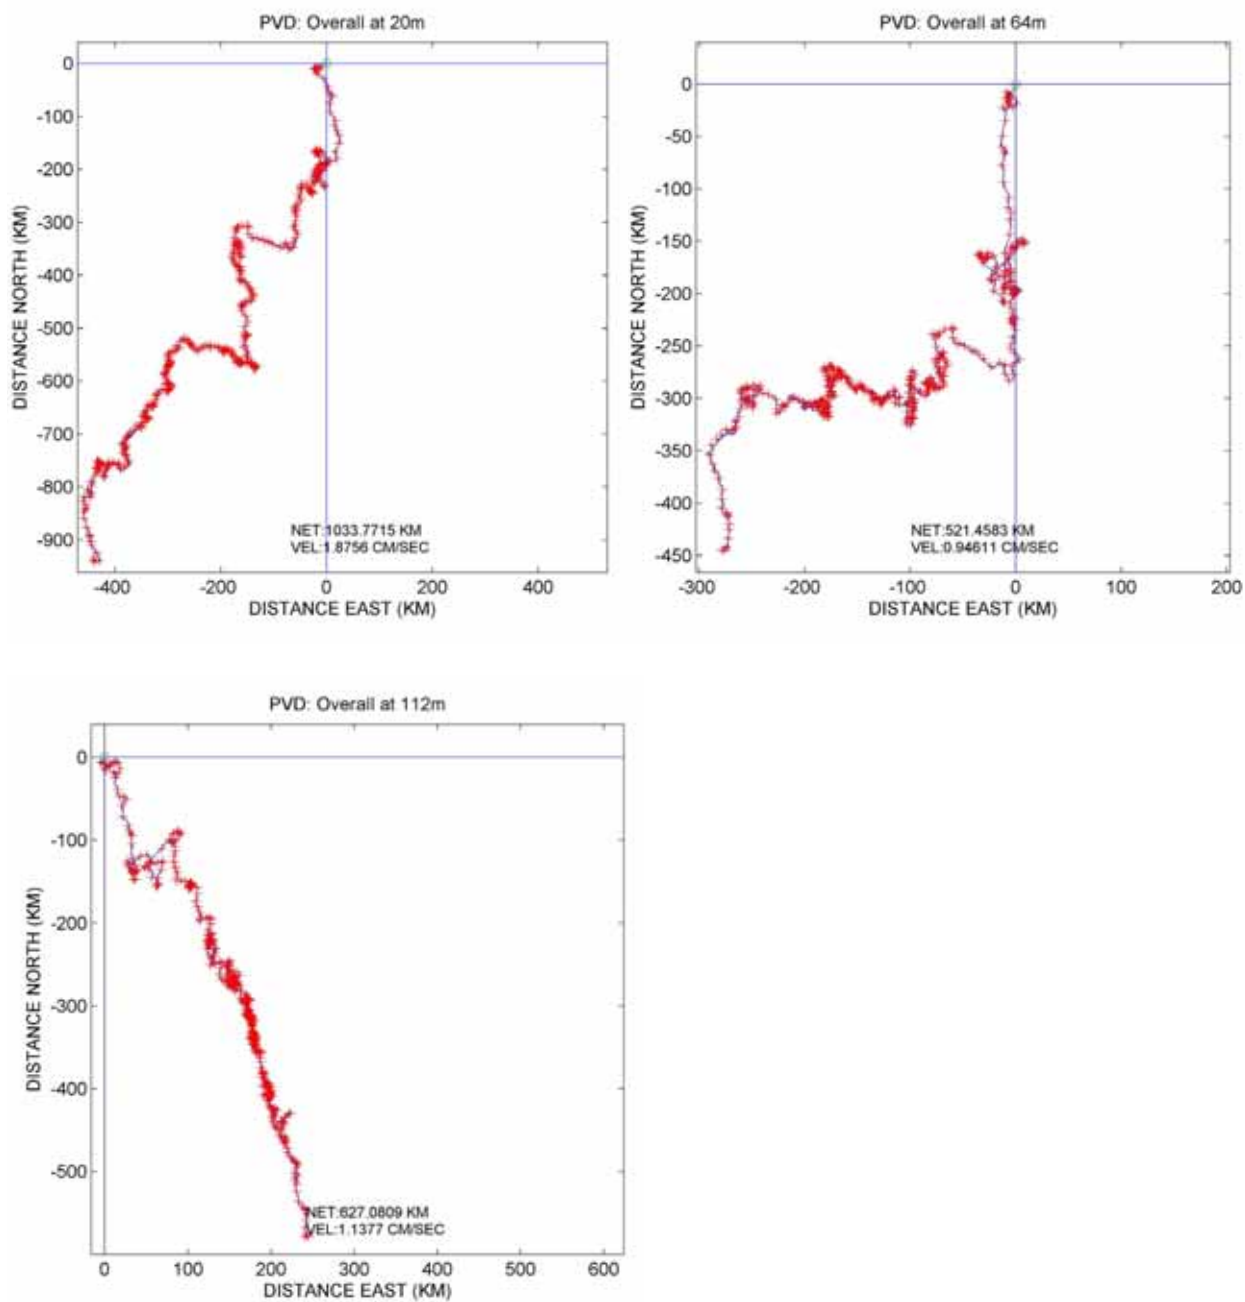 PVD: Overall at 20m
0
-100
-200
-300
-400
-500
-600
-700
-800
-900
DISTANCE NORTH (KM)
NET:1033.7715 KM
VEL:1.8756 CM/SEC
-400 -200 0 200 400
DISTANCE EAST (KM)
PVD: Overall at 64m
0
-50
-100
-150
-200
-250
-300
-350
-400
-450
DISTANCE NORTH (KM)
NET:521.4583 KM
VEL:0.94611 CM/SEC
-300 -200 -100 0 100 200
DISTANCE EAST (KM)
PVD: Overall at 112m
0
-100
-200
-300
-400
-500
DISTANCE NORTH (KM)
NET:627.0809 KM
VEL:1.1377 CM/SEC
0 100 200 300 400 500 600
DISTANCE EAST (KM)